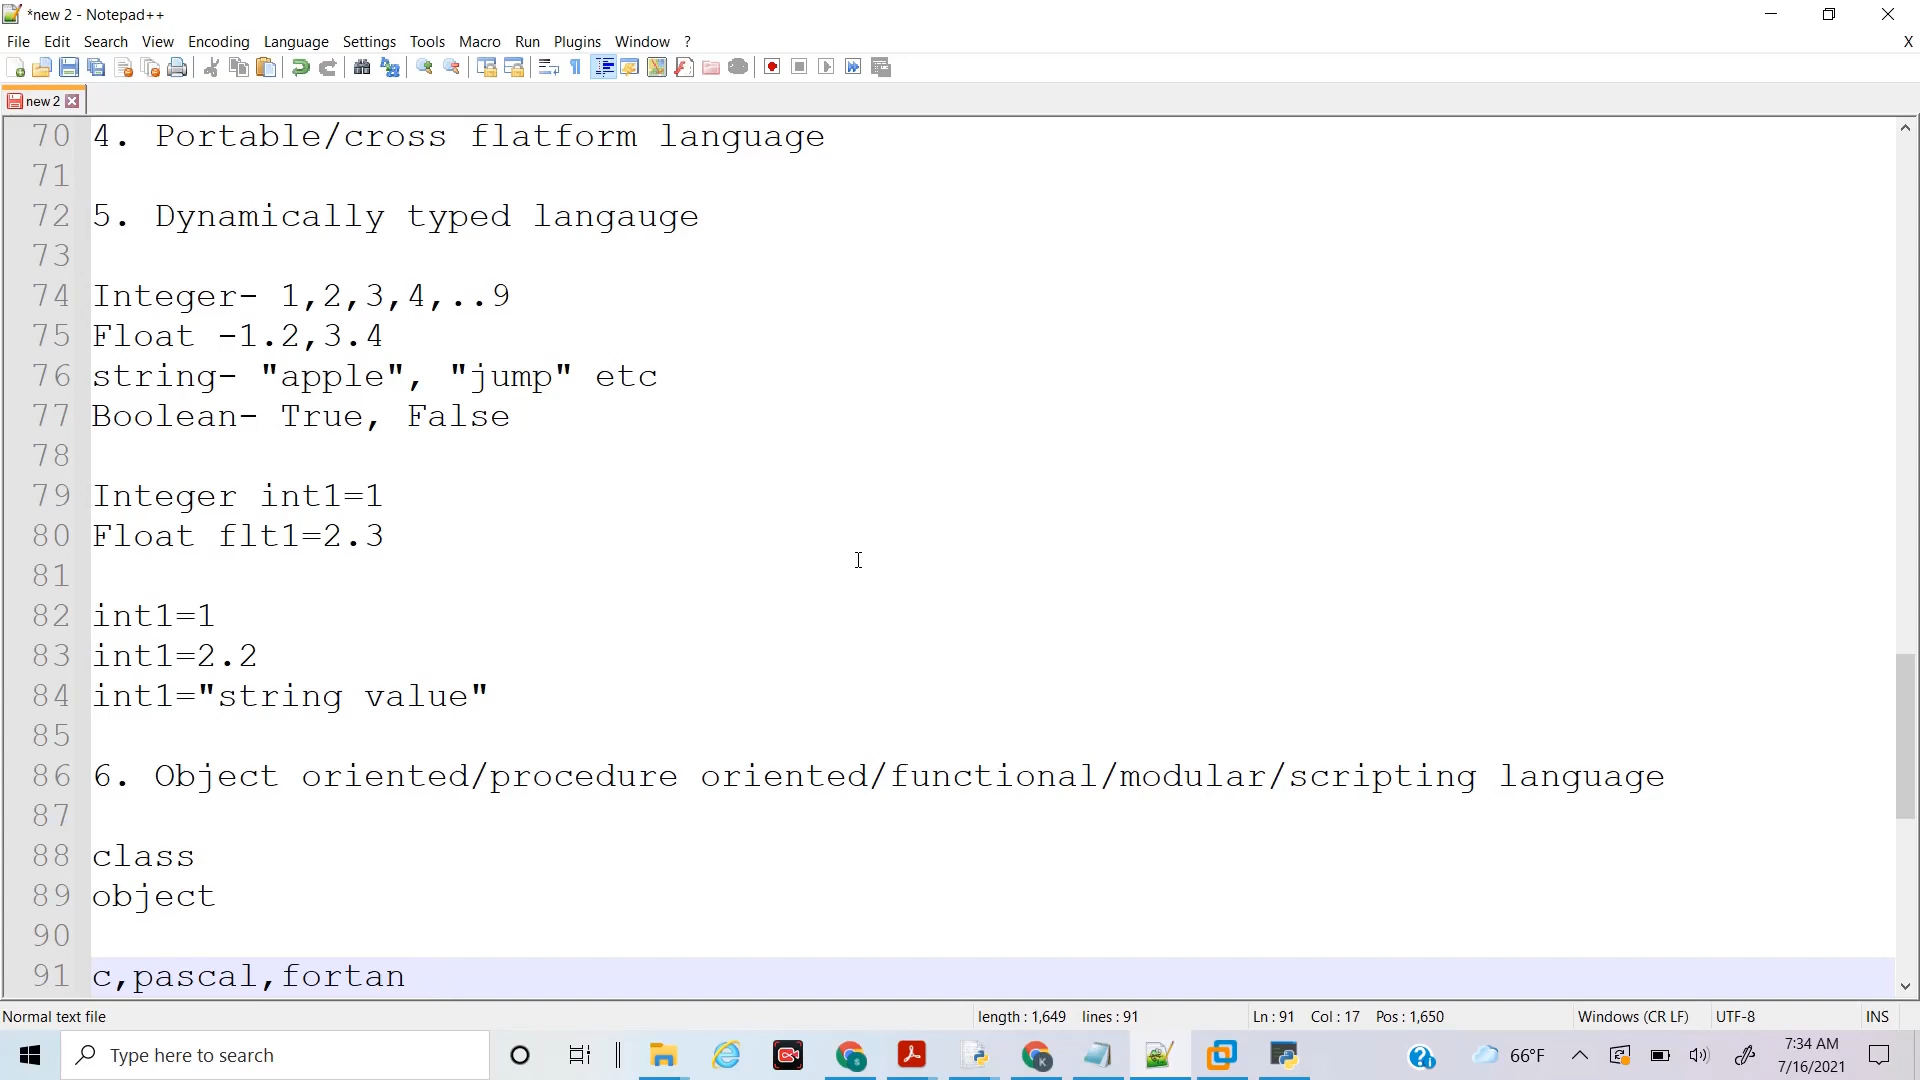 *new 2 - Notepad++
File Edit Search View Encoding Language Settings Tools Macro Run Plugins Window ? X
new 2
70 4. Portable/cross flatform language
71
72 5. Dynamically typed langauge
73
74 Integer- 1,2,3,4,..9
75 Float -1.2,3.4
76 string- "apple", "jump" etc
77 Boolean- True, False
78
79 Integer int1=1
80 Float flt1=2.3
81
82 int1=1
83 int1=2.2
84 int1="string value"
85
86 6. Object oriented/procedure oriented/functional/modular/scripting language
87
88 class
89 object
90
91 c,pascal,fortan
Normal text file length : 1,649 lines : 91 Ln : 91 Col : 17 Pos : 1,650 Windows (CR LF) UTF-8 INS
Type here to search 66°F 7:34 AM
7/16/2021